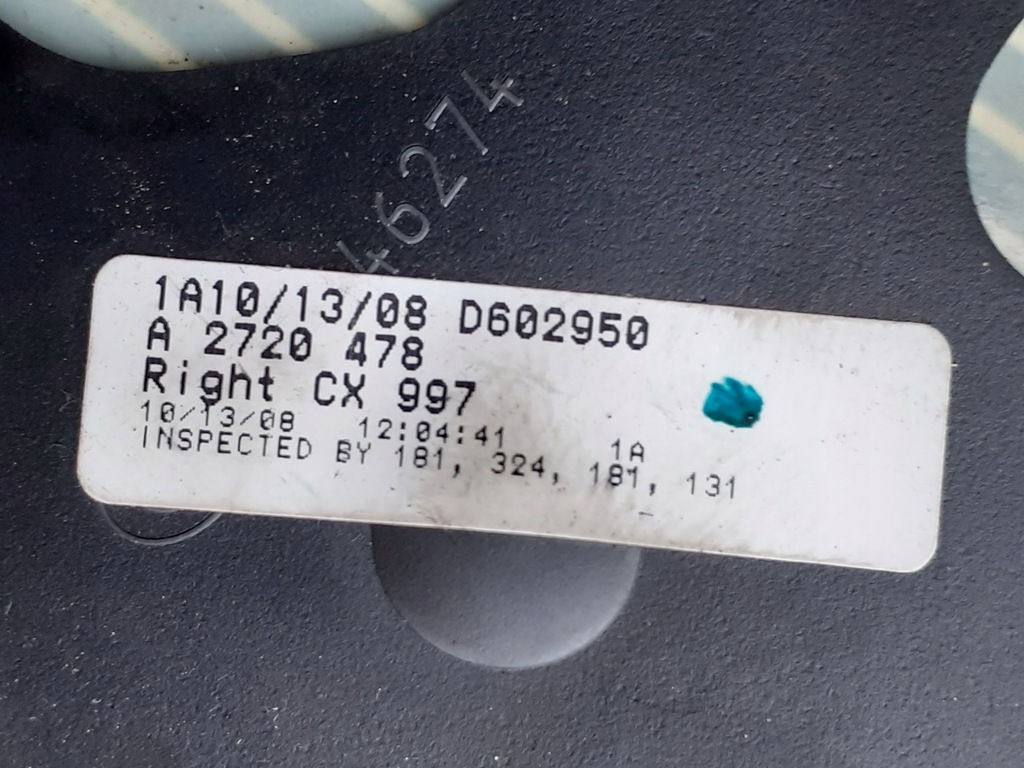 46274
1A10/13/08 D602950
A 2720 478
Right CX 997
10/13/08 12:04:41 1A
INSPECTED BY 181, 324, 181, 131